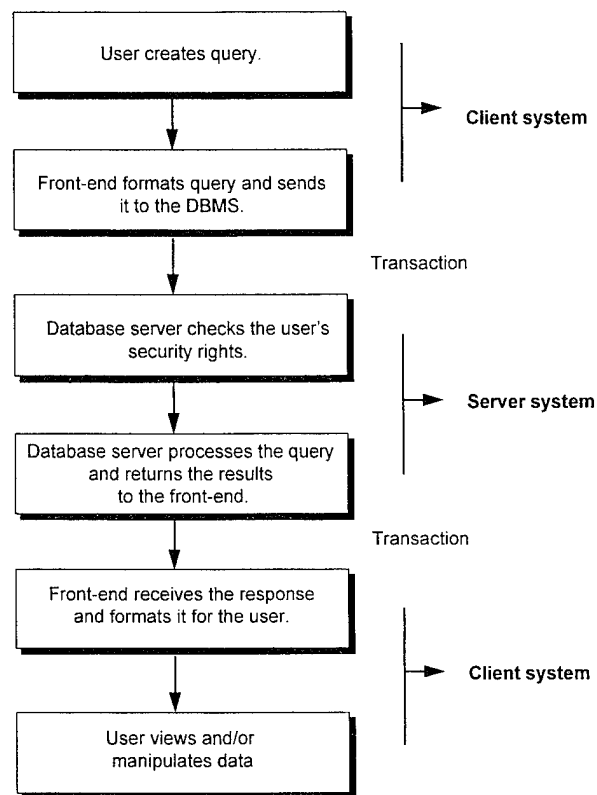 User creates query.
Client system
Front-end formats query and sends
it to the DBMS.
Transaction
Database server checks the user's
security rights.
Server system
Database server processes the query
and returns the results
to the front-end.
Transaction
Front-end receives the response
and formats it for the user.
Client system
User views and/or
manipulates data